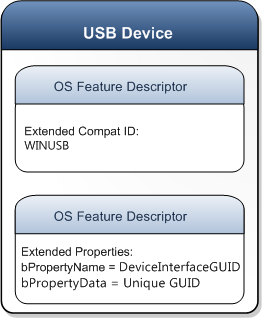 USB Device
OS Feature Descriptor
Extended Compat ID:
WINUSB
OS Feature Descriptor
Extended Properties:
bPropertyName = DeviceInterfaceGUID
bPropertyData = Unique GUID